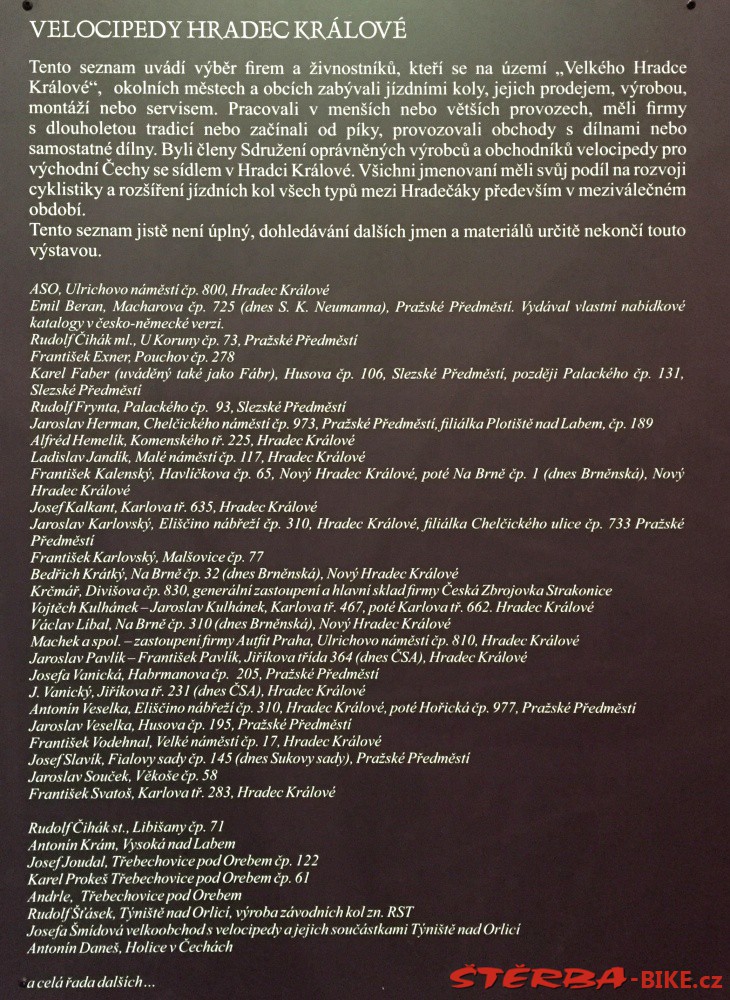 VELOCIPEDY HRADEC KRÁLOVÉ
Tento seznam uvádí výběr firem a živnostníků, kteří se na území „Velkého Hradce
Králové“, okolních městech a obcích zabývali jízdními koly, jejich prodejem, výrobou,
montáží nebo servisem. Pracovali v menších nebo větších provozech, měli firmy
s dlouholetou tradicí nebo začínali od píky, provozovali obchody s dílnami nebo
samostatné dílny. Byli členy Sdružení oprávněných výrobců a obchodníků velocipedy pro
východní Čechy se sídlem v Hradci Králové. Všichni jmenovaní měli svůj podíl na rozvoji
cyklistiky a rozšíření jízdních kol všech typů mezi Hradečáky především v meziválečném
období.
Tento seznam jistě není úplný, dohledávání dalších jmen a materiálů určitě nekončí touto
výstavou.
ASO, Ulrichovo náměstí čp. 800, Hradec Králové
Emil Beran, Macharova čp. 725 (dnes S. K. Neumanna), Pražské Předměstí. Vydával vlastní nabídkové
katalogy v česko-německé verzi.
Rudolf Čihák ml., U Koruny čp. 73, Pražské Předměstí
František Exner, Pouchov čp. 278
Karel Faber (uváděný také jako Fábr), Husova čp. 106, Slezské Předměstí, později Palackého čp. 131,
Slezské Předměstí
Rudolf Frynta, Palackého čp. 93, Slezské Předměstí
Jaroslav Herman, Chelčického náměstí čp. 973, Pražské Předměstí, filiálka Plotiště nad Labem, čp. 189
Alfréd Hemelík, Komenského tř. 225, Hradec Králové
Ladislav Jandík, Malé náměstí čp. 117, Hradec Králové
František Kalenský, Havlíčkova čp. 65, Nový Hradec Králové, poté Na Brně čp. 1 (dnes Brněnská), Nový
Hradec Králové
Josef Kalkant, Karlova tř. 635, Hradec Králové
Jaroslav Karlovský, Eliščino nábřeží čp. 310, Hradec Králové, filiálka Chelčického ulice čp. 733 Pražské
Předměstí
František Karlovský, Malšovice čp. 77
Bedřich Krátký, Na Brně čp. 32 (dnes Brněnská), Nový Hradec Králové
Krčmář, Divišova čp. 830, generální zastoupení a hlavní sklad firmy Česká Zbrojovka Strakonice
Vojtěch Kulhánek – Jaroslav Kulhánek, Karlova tř. 467, poté Karlova tř. 662. Hradec Králové
Václav Líbal, Na Brně čp. 310 (dnes Brněnská), Nový Hradec Králové
Machek a spol. – zastoupení firmy Autfit Praha, Ulrichovo náměstí čp. 810, Hradec Králové
Jaroslav Pavlík – František Pavlík, Jiříkova třída 364 (dnes ČSA), Hradec Králové
Josefa Vanická, Habrmanova čp. 205, Pražské Předměstí
J. Vanický, Jiříkova tř. 231 (dnes ČSA), Hradec Králové
Antonín Veselka, Eliščino nábřeží čp. 310, Hradec Králové, poté Hořická čp. 977, Pražské Předměstí
Jaroslav Veselka, Husova čp. 195, Pražské Předměstí
František Vodehnal, Velké náměstí čp. 17, Hradec Králové
Josef Slavík, Fialovy sady čp. 145 (dnes Sukovy sady), Pražské Předměstí
Jaroslav Souček, Věkoše čp. 58
František Svatoš, Karlova tř. 283, Hradec Králové
Rudolf Čihák st., Libišany čp. 71
Antonín Krám, Vysoká nad Labem
Josef Joudal, Třebechovice pod Orebem čp. 122
Karel Prokeš Třebechovice pod Orebem čp. 61
Andrle, Třebechovice pod Orebem
Rudolf Šťásek, Týniště nad Orlicí, výroba závodních kol zn. RST
Josefa Šmídová velkoobchod s velocipedy a jejich součástkami Týniště nad Orlicí
Antonín Daneš, Holice v Čechách
a celá řada dalších…
ŠTĚRBA-BIKE.cz